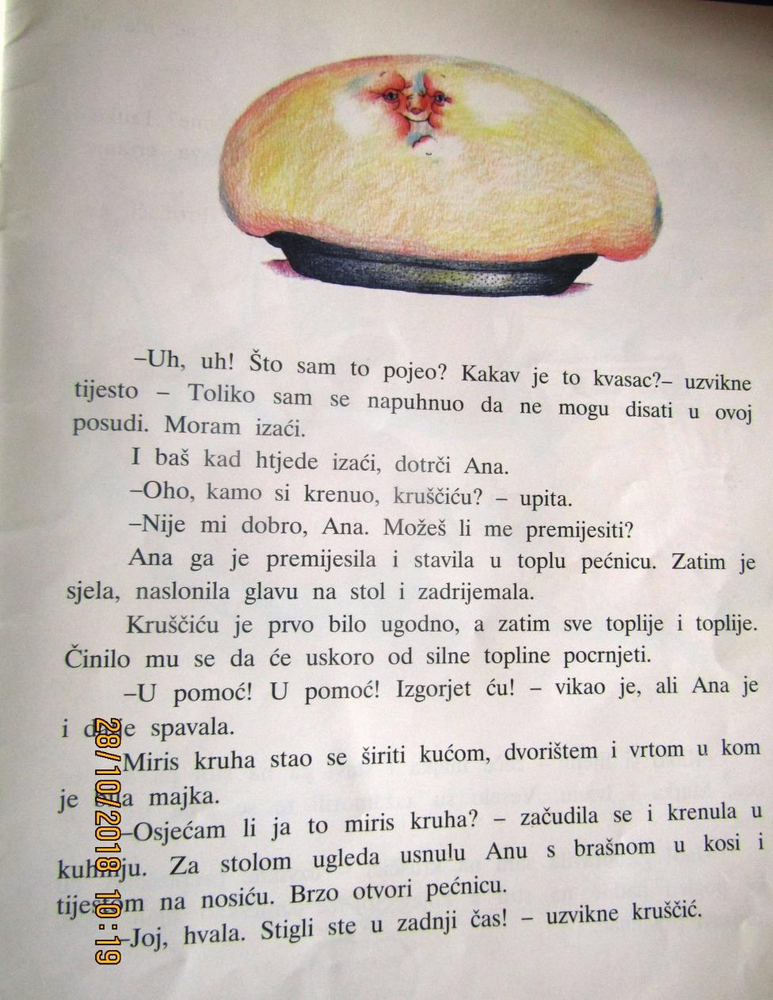 –Uh, uh! Što sam to pojeo? Kakav je to kvasac?– uzvikne
tijesto – Toliko sam se napuhnuo da ne mogu disati u ovoj
posudi. Moram izaći.
I baš kad htjede izaći, dotrči Ana.
–Oho, kamo si krenuo, kruščiću? – upita.
–Nije mi dobro, Ana. Možeš li me premijesiti?
Ana ga je premijesila i stavila u toplu pećnicu. Zatim je
sjela, naslonila glavu na stol i zadrijemala.
Kruščiću je prvo bilo ugodno, a zatim sve toplije i toplije.
Činilo mu se da će uskoro od silne topline pocrnjeti.
–U pomoć! U pomoć! Izgorjet ću! – vikao je, ali Ana je
i dalje spavala.
Miris kruha stao se širiti kućom, dvorištem i vrtom u kom
je bila majka.
–Osjećam li ja to miris kruha? – začudila se i krenula u
kuhinju. Za stolom ugleda usnulu Anu s brašnom u kosi i
tijestom na nosiću. Brzo otvori pećnicu.
–Joj, hvala. Stigli ste u zadnji čas! – uzvikne kruščić.
28/10/2018 10:19